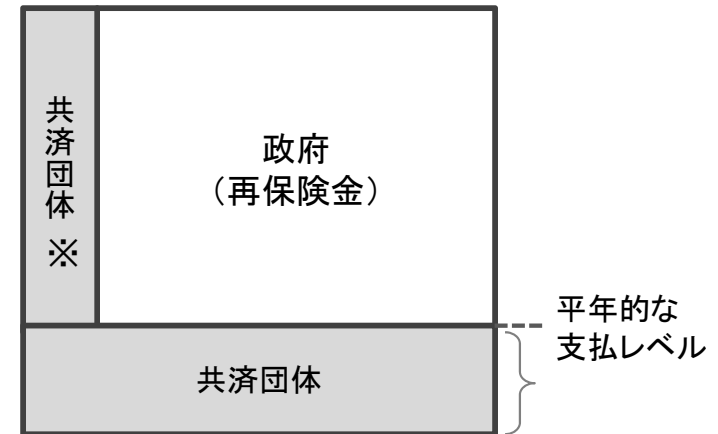 共済団体※
政府
（再保険金）
平年的な
支払レベル
共済団体